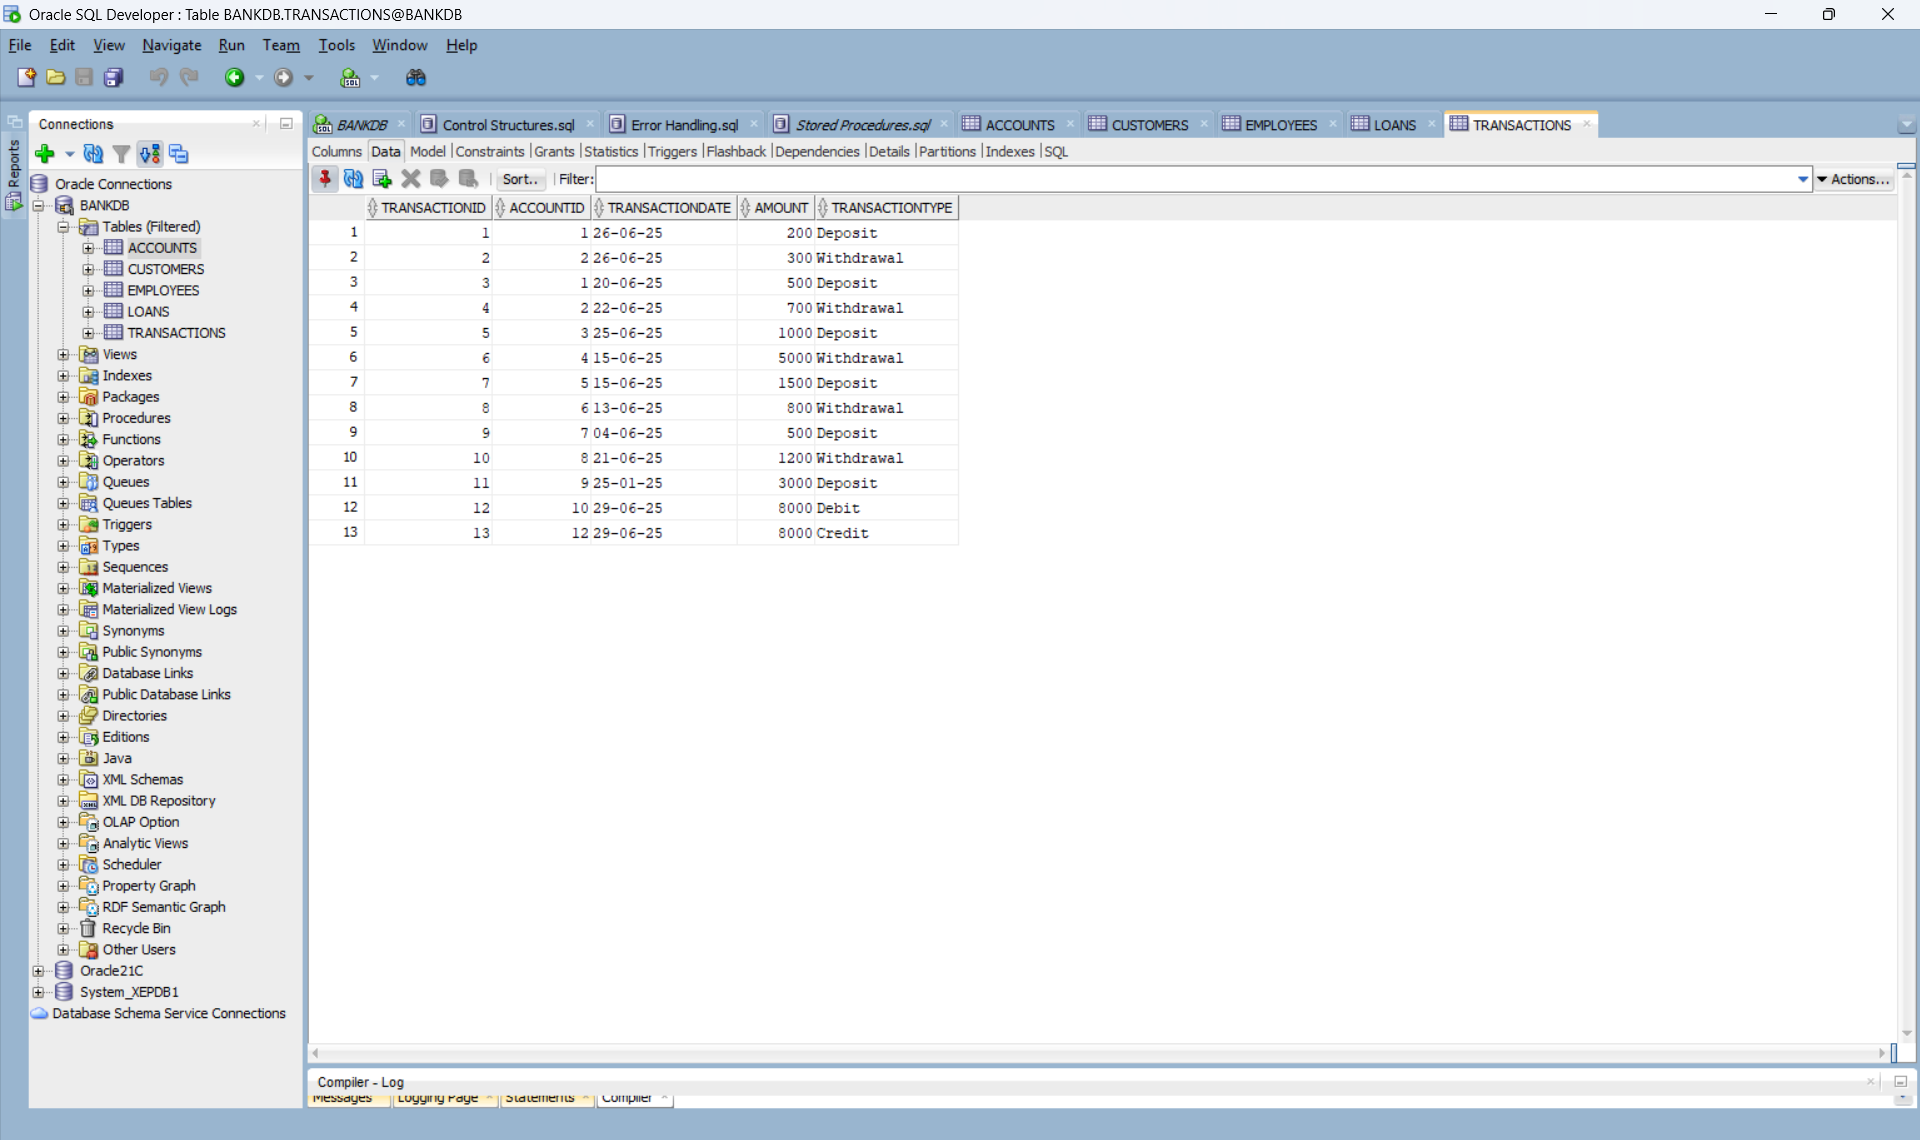 Oracle SQL Developer : Table BANKDB.TRANSACTIONS@BANKDB
File Edit View Navigate Run Team Tools Window Help
Reports
Connections
Oracle Connections
BANKDB
Tables (Filtered)
ACCOUNTS
CUSTOMERS
EMPLOYEES
LOANS
TRANSACTIONS
Views
Indexes
Packages
Procedures
Functions
Operators
Queues
Queues Tables
Triggers
Types
Sequences
Materialized Views
Materialized View Logs
Synonyms
Public Synonyms
Database Links
Public Database Links
Directories
Editions
Java
XML Schemas
XML DB Repository
OLAP Option
Analytic Views
Scheduler
Property Graph
RDF Semantic Graph
Recycle Bin
Other Users
Oracle21C
System_XEPDB1
Database Schema Service Connections
BANKDB Control Structures.sql Error Handling.sql Stored Procedures.sql ACCOUNTS CUSTOMERS EMPLOYEES LOANS TRANSACTIONS
Columns Data Model Constraints Grants Statistics Triggers Flashback Dependencies Details Partitions Indexes SQL
Sort.. Filter: Actions...
TRANSACTIONID ACCOUNTID TRANSACTIONDATE AMOUNT TRANSACTIONTYPE
1 1 1 26-06-25 200 Deposit
2 2 2 26-06-25 300 Withdrawal
3 3 1 20-06-25 500 Deposit
4 4 2 22-06-25 700 Withdrawal
5 5 3 25-06-25 1000 Deposit
6 6 4 15-06-25 5000 Withdrawal
7 7 5 15-06-25 1500 Deposit
8 8 6 13-06-25 800 Withdrawal
9 9 7 04-06-25 500 Deposit
10 10 8 21-06-25 1200 Withdrawal
11 11 9 25-01-25 3000 Deposit
12 12 10 29-06-25 8000 Debit
13 13 12 29-06-25 8000 Credit
Compiler - Log
Messages Logging Page Statements Compiler